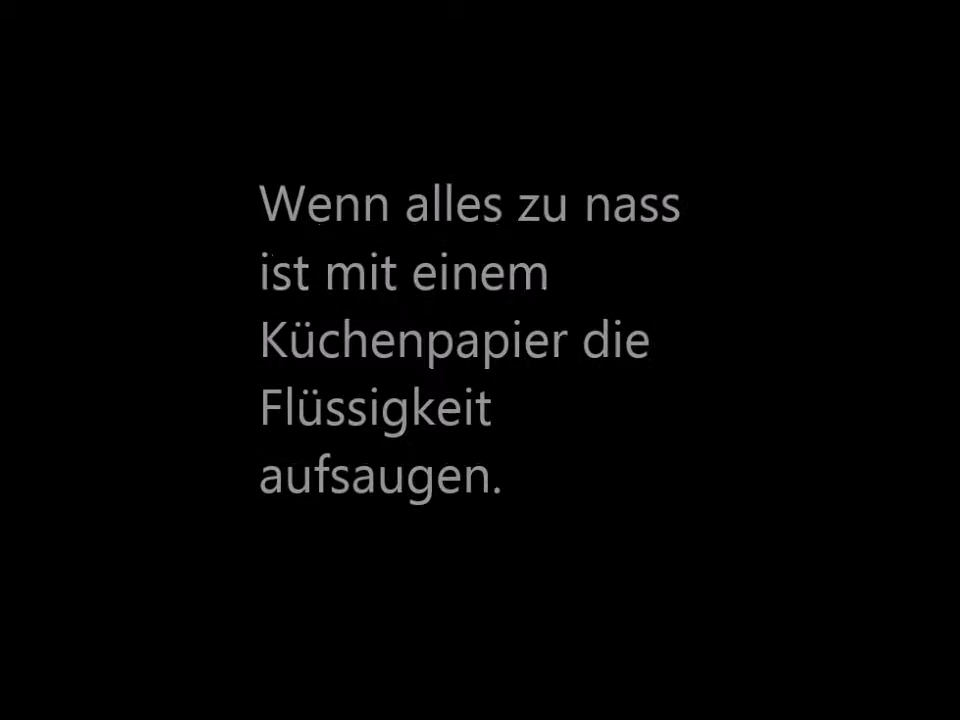 Wenn alles zu nass
ist mit einem
Küchenpapier die
Flüssigkeit
aufsaugen.